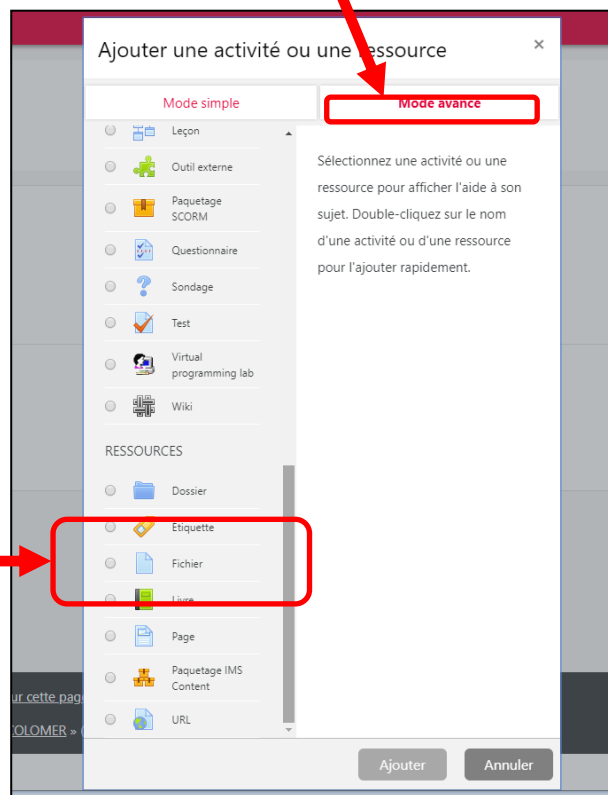 Ajouter une activité ou une ressource
×
Mode simple
Mode avancé
Leçon
Outil externe
Paquetage
SCORM
Questionnaire
Sondage
Test
Virtual
programming lab
Wiki
RESSOURCES
Dossier
Etiquette
Fichier
Livre
Page
Paquetage IMS
Content
URL
Sélectionnez une activité ou une
ressource pour afficher l'aide à son
sujet. Double-cliquez sur le nom
d'une activité ou d'une ressource
pour l'ajouter rapidement.
ur cette pag
COLOMER » (
Ajouter
Annuler